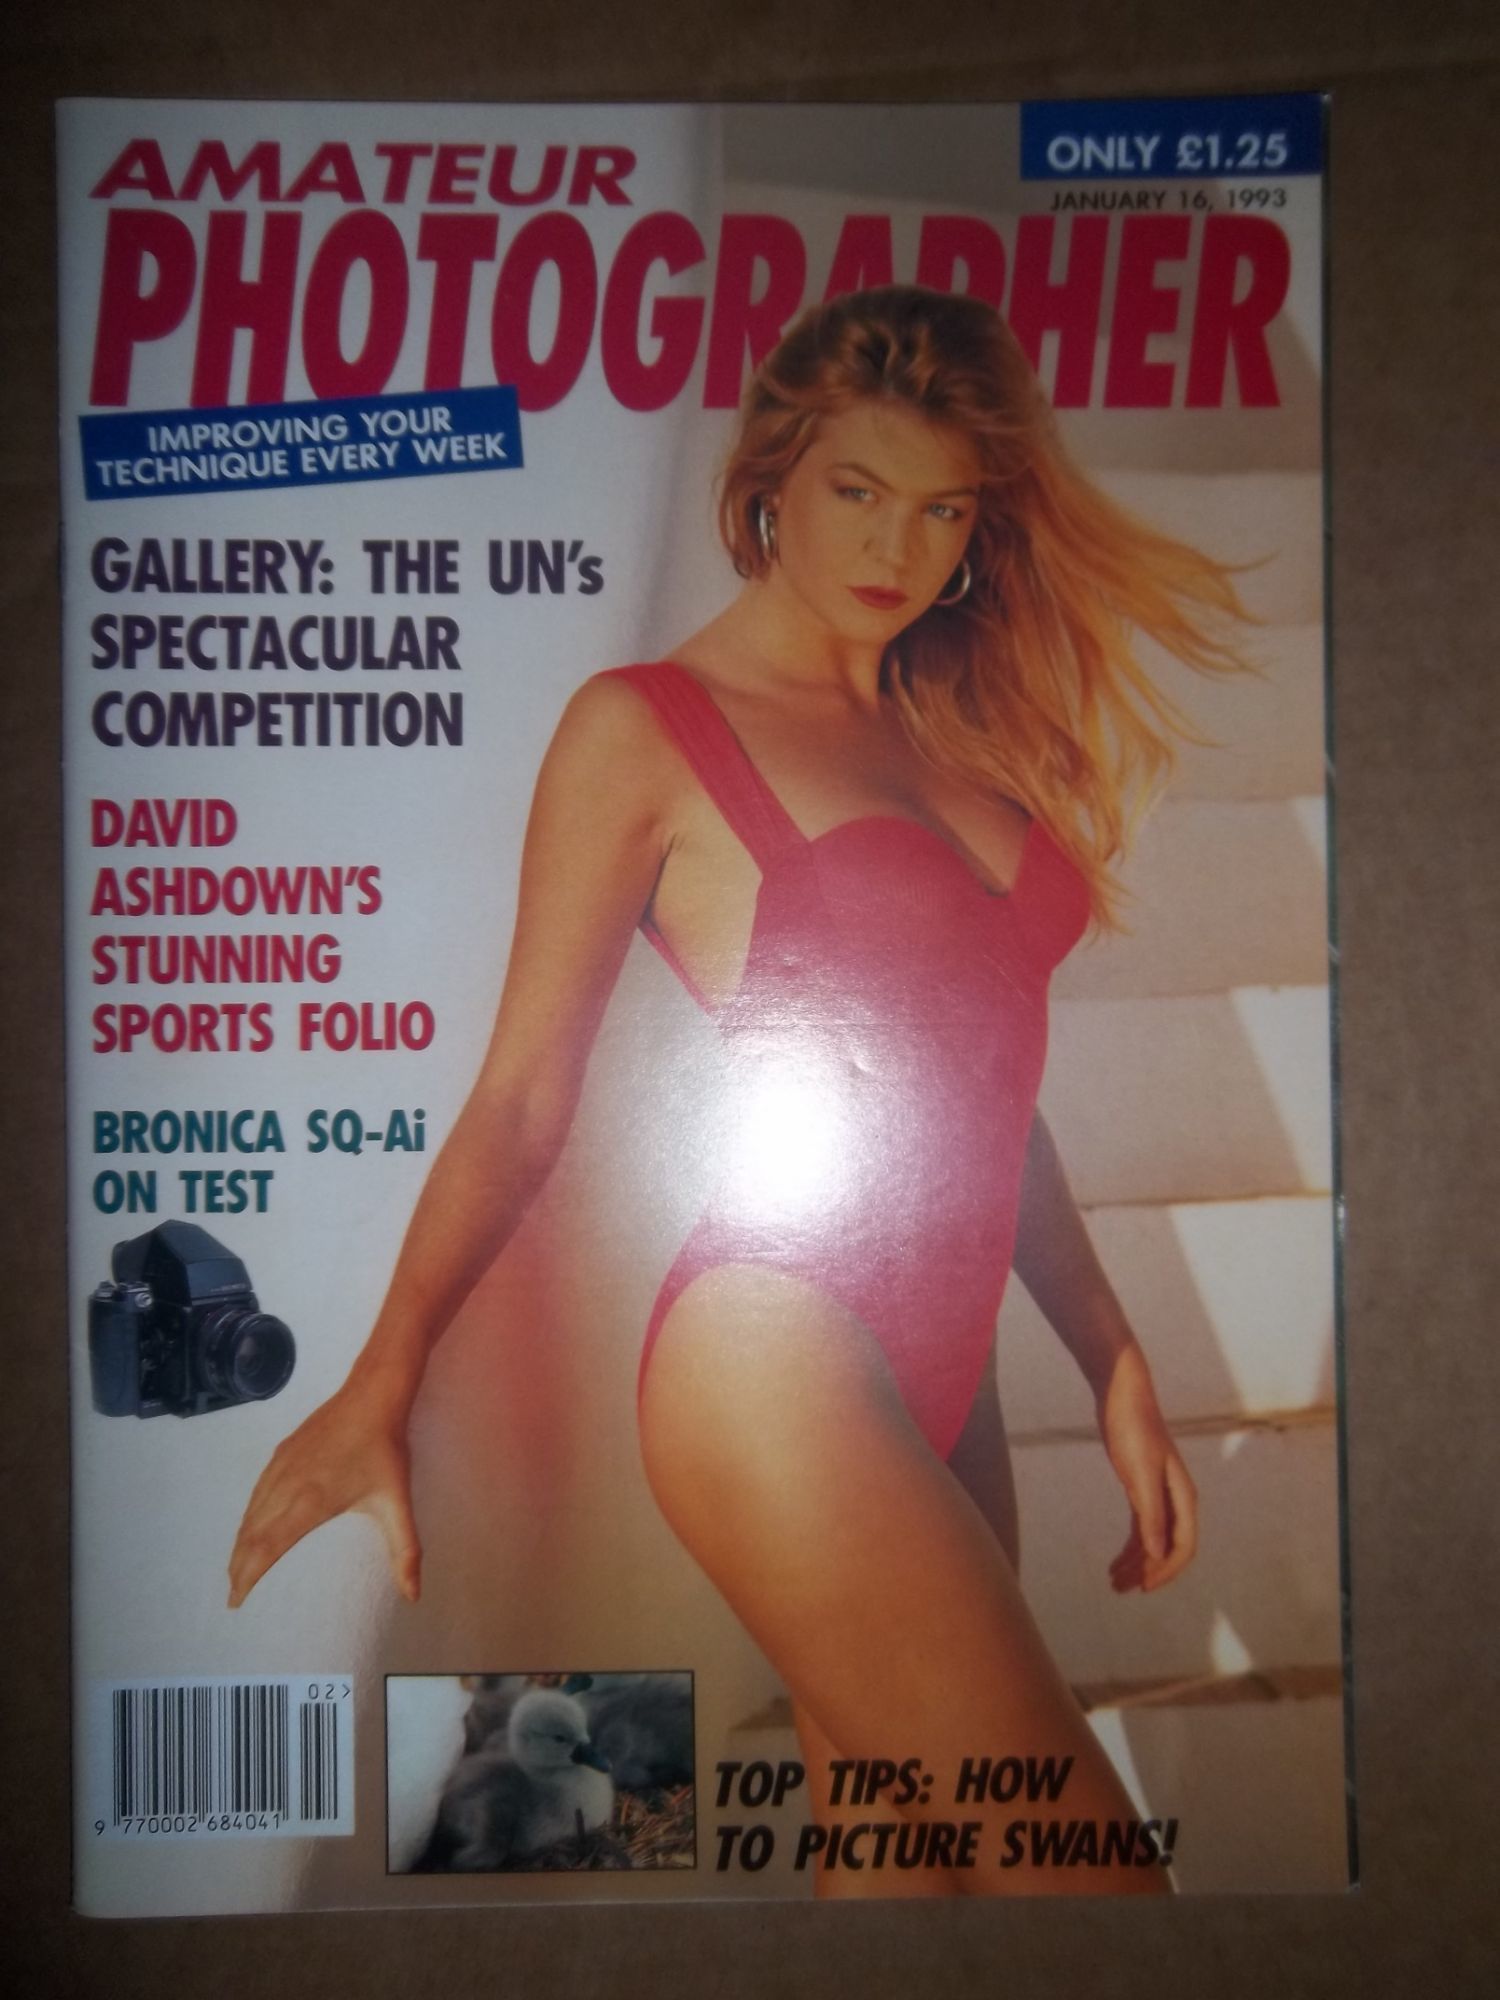 ONLY £1.25
JANUARY 16, 1993
AMATEUR
PHOTOGRAPHER
IMPROVING YOUR
TECHNIQUE EVERY WEEK
GALLERY: THE UN's
SPECTACULAR
COMPETITION
DAVID
ASHDOWN'S
STUNNING
SPORTS FOLIO
BRONICA SQ-Ai
ON TEST
02>
9 770002 684041
TOP TIPS: HOW
TO PICTURE SWANS!